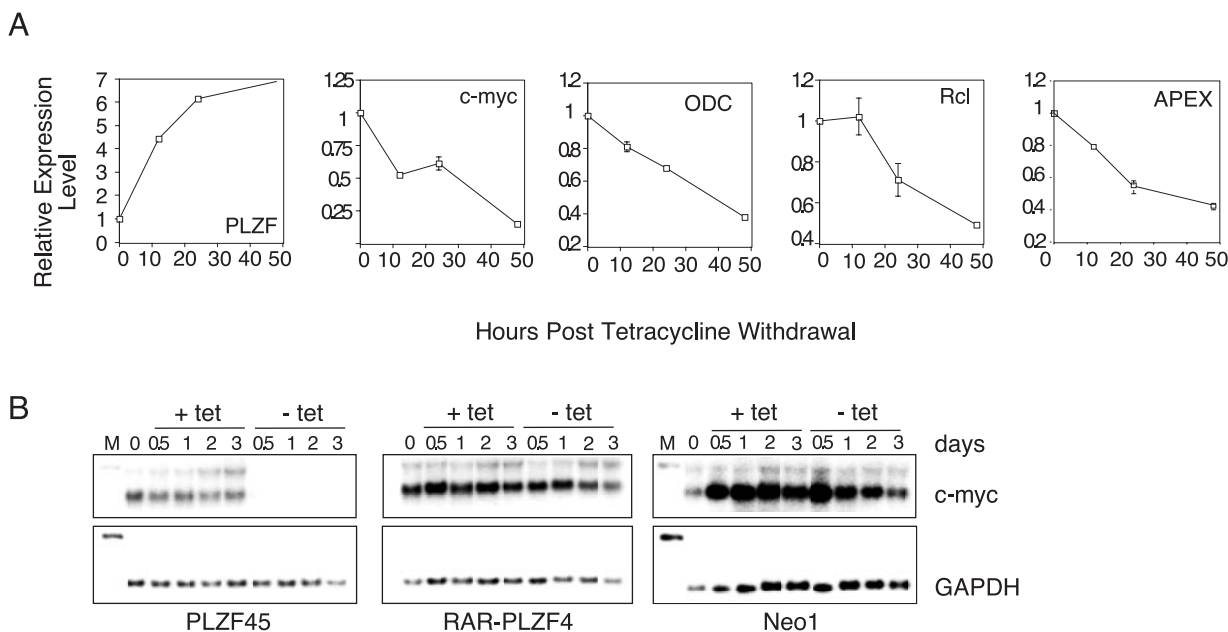 A
Relative Expression
Level
7
6
5
4
3
2
1
0
PLZF
0 10 20 30 40 50
1.25
1
0.75
0.5
0.25
c-myc
0 10 20 30 40 50
1.2
1
0.8
0.6
0.4
0.2
ODC
0 10 20 30 40 50
1.2
1
0.8
0.6
0.4
Rcl
0 10 20 30 40 50
1.2
1
0.8
0.6
0.4
0.2
APEX
0 10 20 30 40 50
Hours Post Tetracycline Withdrawal
B
+ tet - tet
M 0 0.5 1 2 3 0.5 1 2 3
PLZF45
+ tet - tet
0 0.5 1 2 3 0.5 1 2 3
RAR-PLZF4
+ tet - tet
M 0 0.5 1 2 3 0.5 1 2 3 days
c-myc
GAPDH
Neo1